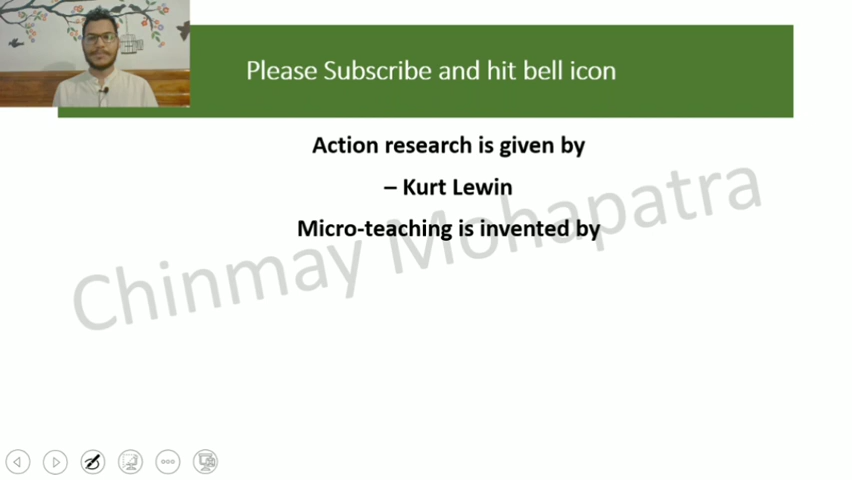 Please Subscribe and hit bell icon
Action research is given by
– Kurt Lewin
Micro-teaching is invented by
Chinmay Mohapatra